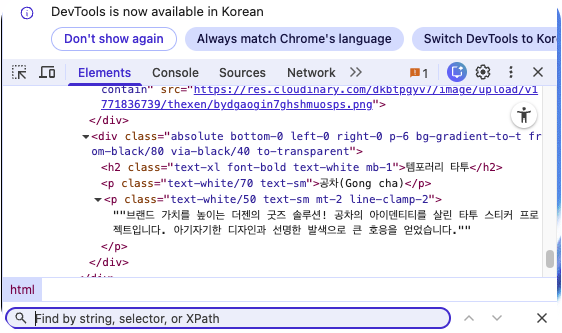 DevTools is now available in Korean
Don't show again
Always match Chrome's language
Switch DevTools to Kor
Elements
Console
Sources
Network
1
contain" src="https://res.cloudinary.com/dkbtpgyv7/image/upload/v1
771836739/thexen/bydgaogin7ghshmuosps.png">
</div>
<div class="absolute bottom-0 left-0 right-0 p-6 bg-gradient-to-t fr
om-black/80 via-black/40 to-transparent">
<h2 class="text-xl font-bold text-white mb-1">템포러리 타투</h2>
<p class="text-white/70 text-sm">공차(Gong cha)</p>
<p class="text-white/50 text-sm mt-2 line-clamp-2">
""브랜드 가치를 높이는 더젠의 굿즈 솔루션! 공차의 아이덴티티를 살린 타투 스티커 프로
젝트입니다. 아기자기한 디자인과 선명한 발색으로 큰 호응을 얻었습니다.""
</p>
</div>
</div>
html
Find by string, selector, or XPath